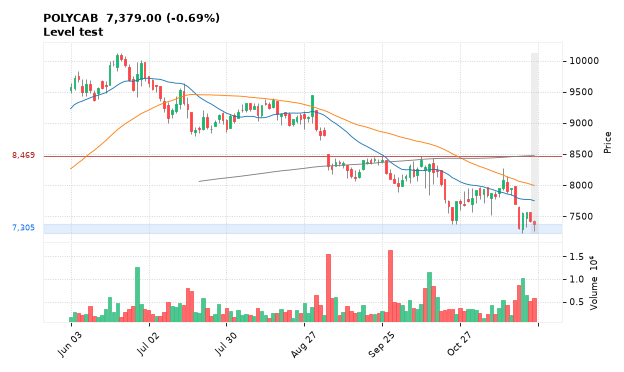 POLYCAB 7,379.00 (-0.69%)
Level test
10000
9500
9000
8500
8,469
8000
7500
7,305
Price
1.5
1.0
0.5
Volume 10⁶
Jun 03
Jul 02
Jul 30
Aug 27
Sep 25
Oct 27